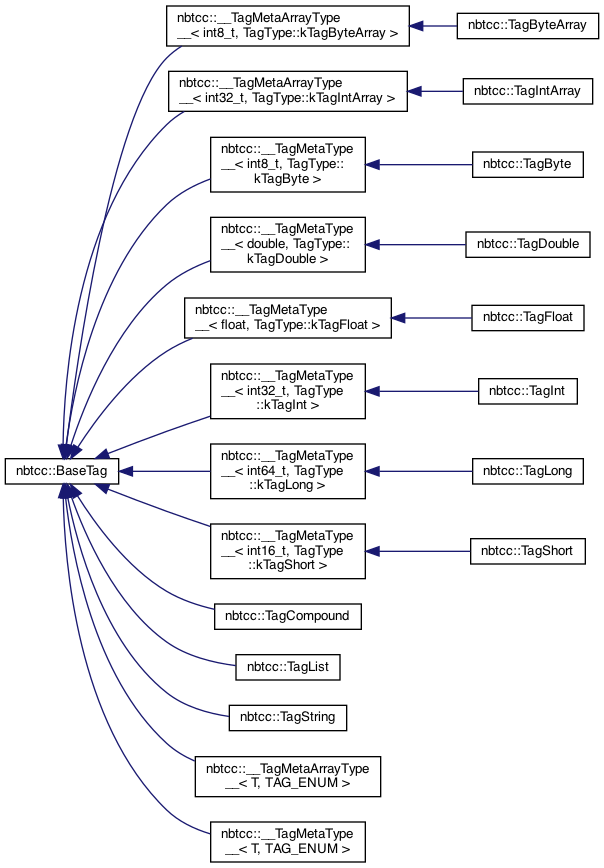 nbtcc::__TagMetaArrayType
__< int8_t, TagType::kTagByteArray >
nbtcc::TagByteArray
nbtcc::__TagMetaArrayType
__< int32_t, TagType::kTagIntArray >
nbtcc::TagIntArray
nbtcc::__TagMetaType
__< int8_t, TagType::
kTagByte >
nbtcc::TagByte
nbtcc::__TagMetaType
__< double, TagType::
kTagDouble >
nbtcc::TagDouble
nbtcc::__TagMetaType
__< float, TagType::kTagFloat >
nbtcc::TagFloat
nbtcc::__TagMetaType
__< int32_t, TagType
::kTagInt >
nbtcc::TagInt
nbtcc::BaseTag
nbtcc::__TagMetaType
__< int64_t, TagType
::kTagLong >
nbtcc::TagLong
nbtcc::__TagMetaType
__< int16_t, TagType
::kTagShort >
nbtcc::TagShort
nbtcc::TagCompound
nbtcc::TagList
nbtcc::TagString
nbtcc::__TagMetaArrayType
__< T, TAG_ENUM >
nbtcc::__TagMetaType
__< T, TAG_ENUM >